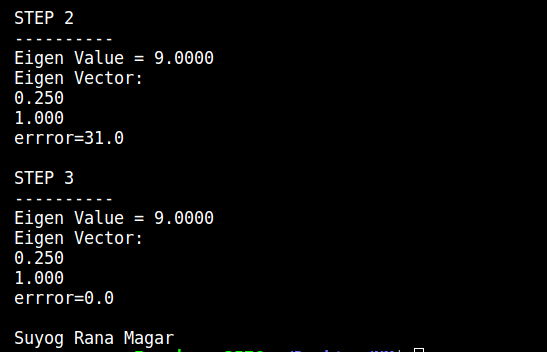 STEP 2
----------
Eigen Value = 9.0000
Eigen Vector:
0.250
1.000
errror=31.0
STEP 3
----------
Eigen Value = 9.0000
Eigen Vector:
0.250
1.000
errror=0.0
Suyog Rana Magar